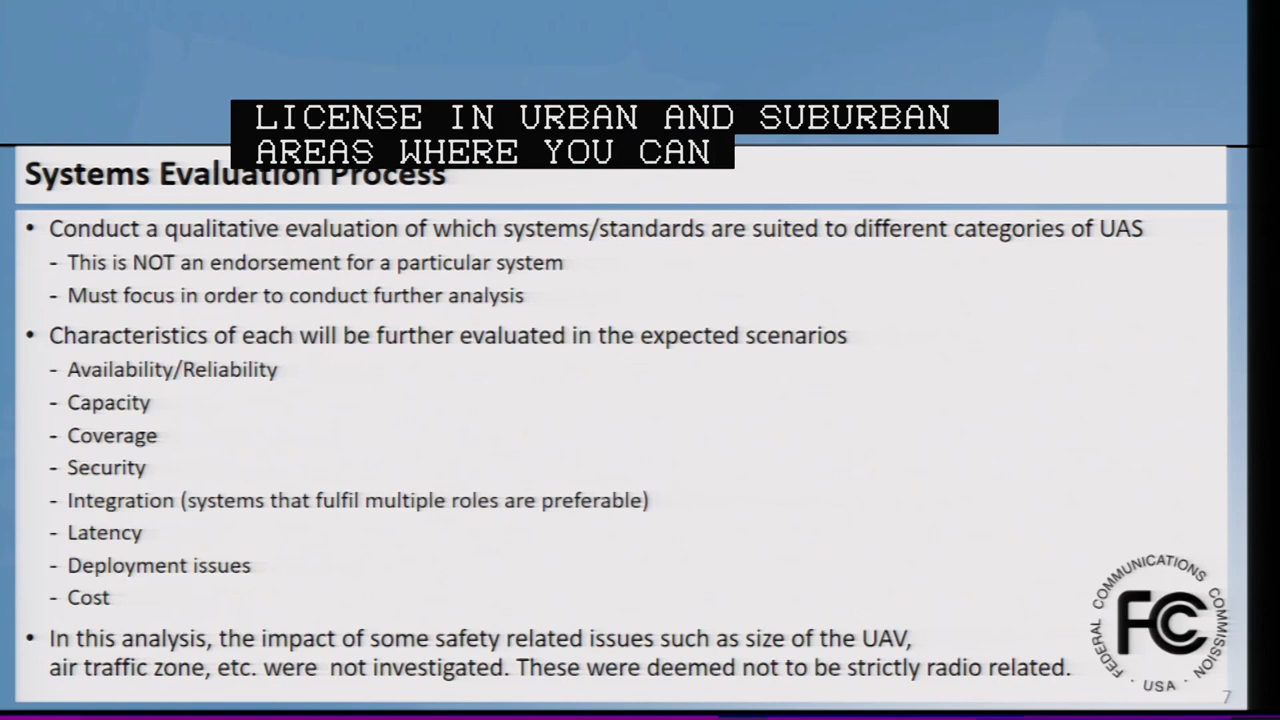 LICENSE IN URBAN AND SUBURBAN
AREAS WHERE YOU CAN
Systems Evaluation Process
• Conduct a qualitative evaluation of which systems/standards are suited to different categories of UAS
- This is NOT an endorsement for a particular system
- Must focus in order to conduct further analysis
• Characteristics of each will be further evaluated in the expected scenarios
- Availability/Reliability
- Capacity
- Coverage
- Security
- Integration (systems that fulfil multiple roles are preferable)
- Latency
- Deployment issues
- Cost
• In this analysis, the impact of some safety related issues such as size of the UAV,
air traffic zone, etc. were not investigated. These were deemed not to be strictly radio related.
FEDERAL COMMUNICATIONS COMMISSION
FCC
· USA ·
7